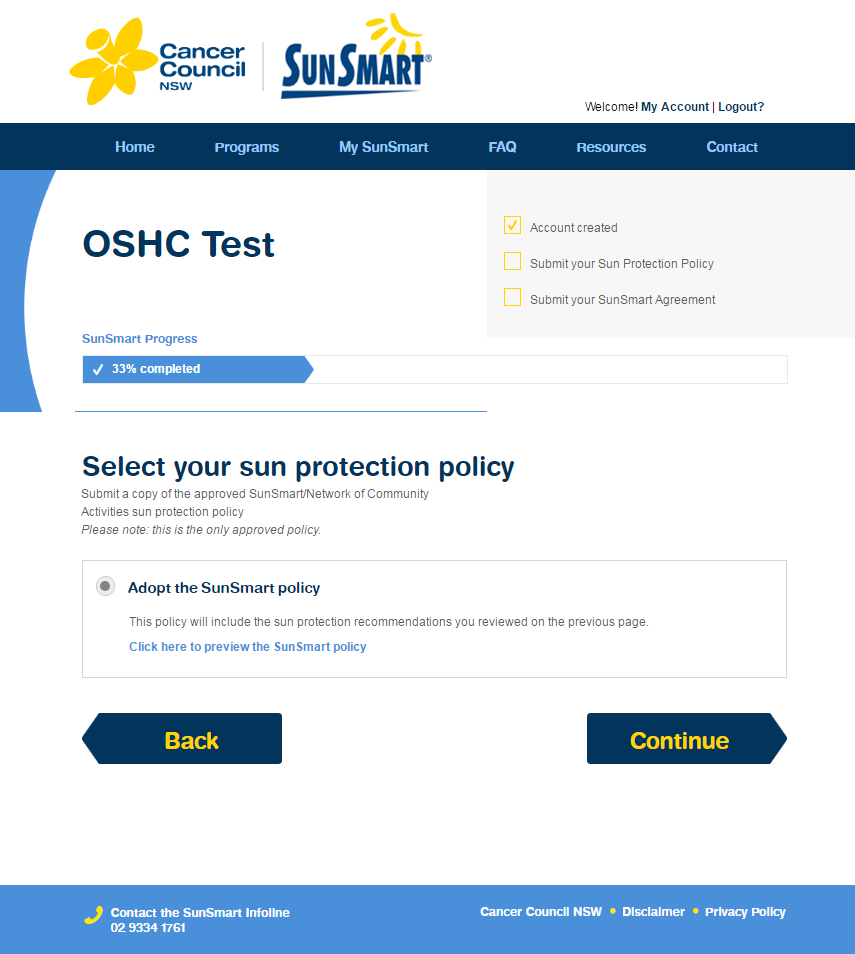 Cancer
Council
NSW
SUNSMART®
Welcome! My Account | Logout?
Home Programs My SunSmart FAQ Resources Contact
OSHC Test
Account created
Submit your Sun Protection Policy
Submit your SunSmart Agreement
SunSmart Progress
33% completed
Select your sun protection policy
Submit a copy of the approved SunSmart/Network of Community
Activities sun protection policy
Please note: this is the only approved policy.
Adopt the SunSmart policy
This policy will include the sun protection recommendations you reviewed on the previous page.
Click here to preview the SunSmart policy
Back Continue
Contact the SunSmart Infoline
02 9334 1761
Cancer Council NSW • Disclaimer • Privacy Policy